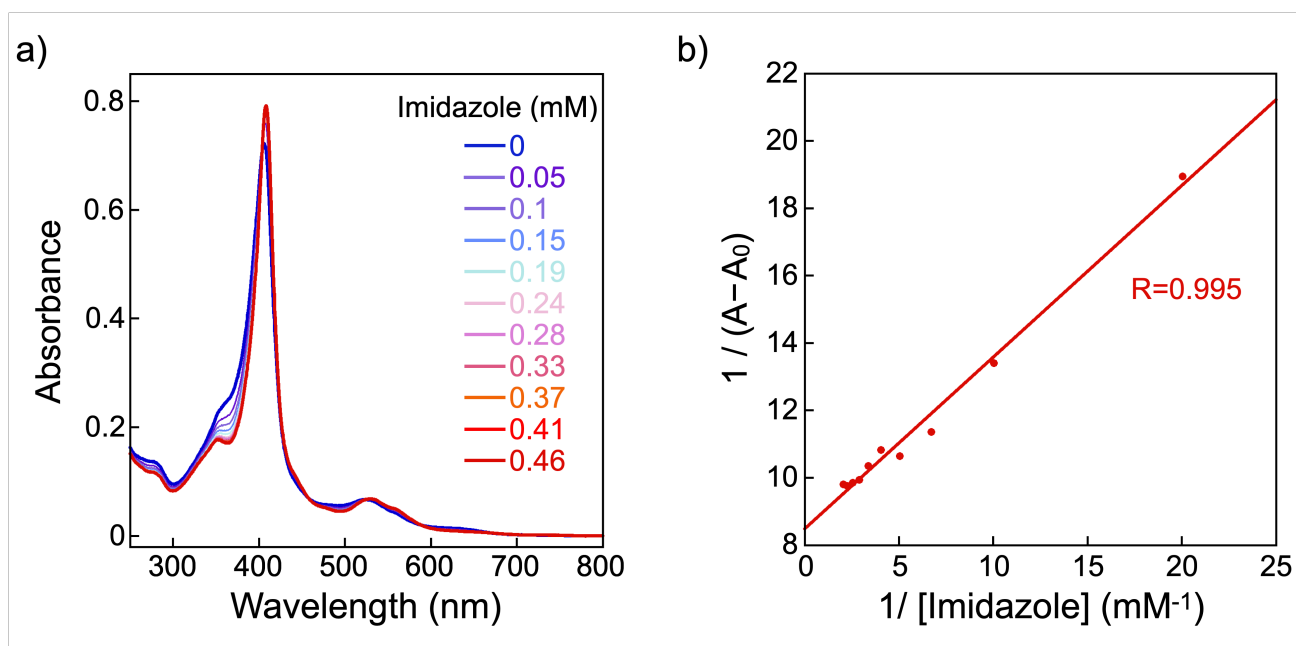 a)
Absorbance
0.8
0.6
0.4
0.2
0
Imidazole (mM)
0
0.05
0.1
0.15
0.19
0.24
0.28
0.33
0.37
0.41
0.46
300 400 500 600 700 800
Wavelength (nm)
b)
1 / (A−A₀)
22
20
18
16
14
12
10
8
R=0.995
0 5 10 15 20 25
1/ [Imidazole] (mM⁻¹)